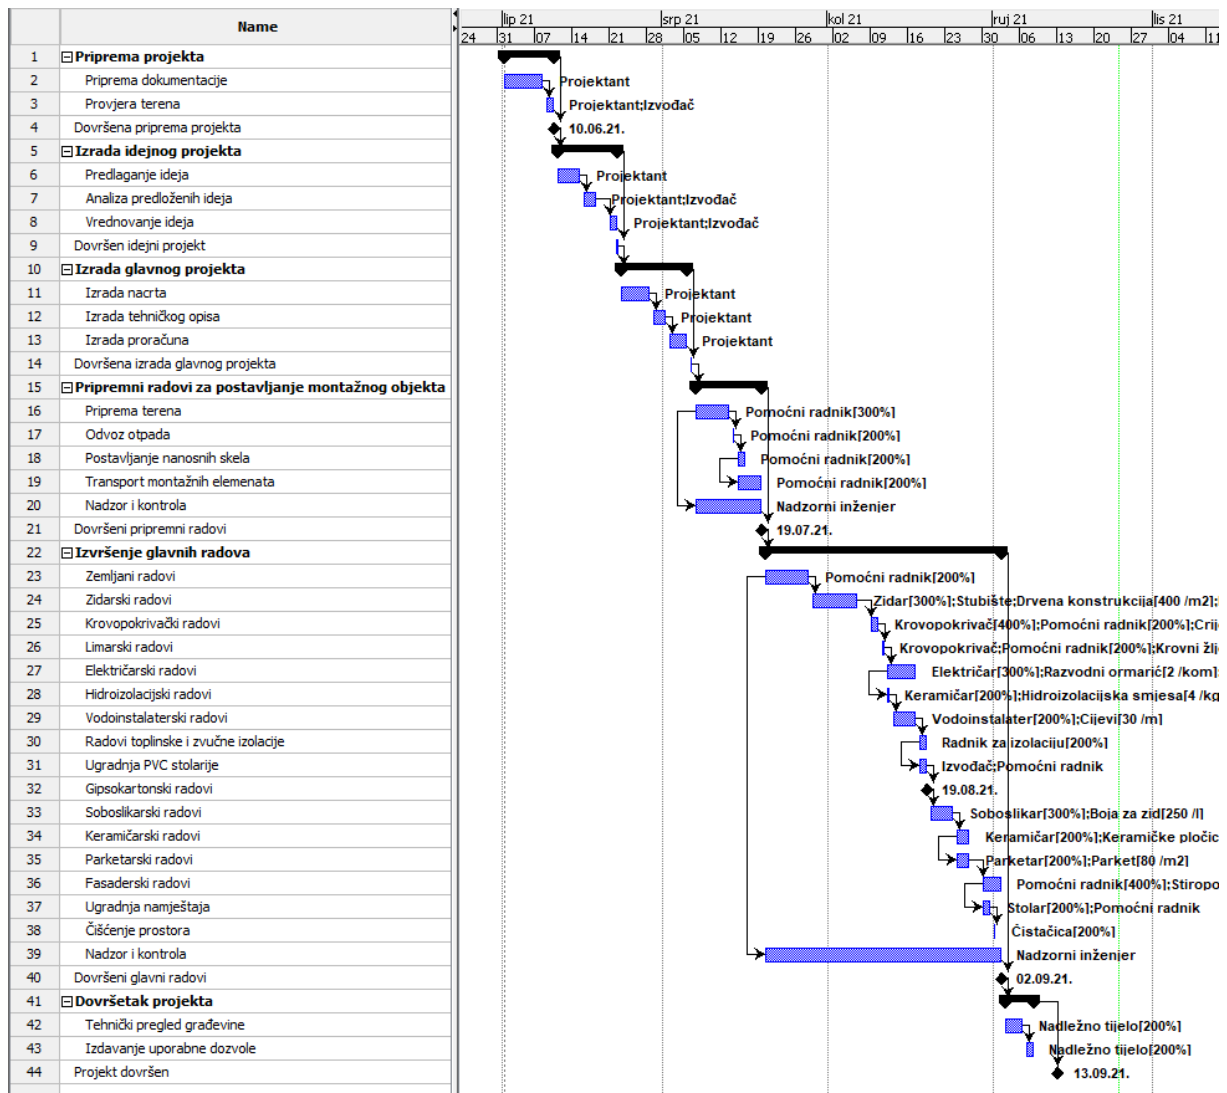 Name
lip 21 srp 21 kol 21 ruj 21 lis 21
24 31 07 14 21 28 05 12 19 26 02 09 16 23 30 06 13 20 27 04 11
1 Priprema projekta
2 Priprema dokumentacije Projektant
3 Provjera terena Projektant;Izvođač
4 Dovršena priprema projekta 10.06.21.
5 Izrada idejnog projekta
6 Predlaganje ideja Projektant
7 Analiza predloženih ideja Projektant;Izvođač
8 Vrednovanje ideja Projektant;Izvođač
9 Dovršen idejni projekt
10 Izrada glavnog projekta
11 Izrada nacrta Projektant
12 Izrada tehničkog opisa Projektant
13 Izrada proračuna Projektant
14 Dovršena izrada glavnog projekta
15 Pripremni radovi za postavljanje montažnog objekta
16 Priprema terena Pomoćni radnik[300%]
17 Odvoz otpada Pomoćni radnik[200%]
18 Postavljanje nanosnih skela Pomoćni radnik[200%]
19 Transport montažnih elemenata Pomoćni radnik[200%]
20 Nadzor i kontrola Nadzorni inženjer
21 Dovršeni pripremni radovi 19.07.21.
22 Izvršenje glavnih radova
23 Zemljani radovi Pomoćni radnik[200%]
24 Zidarski radovi Zidar[300%];Stubište;Drvena konstrukcija[400 /m2];
25 Krovopokrivački radovi Krovopokrivač[400%];Pomoćni radnik[200%];Crij
26 Limarski radovi Krovopokrivač;Pomoćni radnik[200%];Krovni žlj
27 Električarski radovi Električar[300%];Razvodni ormarić[2 /kom]
28 Hidroizolacijski radovi Keramičar[200%];Hidroizolacijska smjesa[4 /kg
29 Vodoinstalaterski radovi Vodoinstalater[200%];Cijevi[30 /m]
30 Radovi toplinske i zvučne izolacije Radnik za izolaciju[200%]
31 Ugradnja PVC stolarije Izvođač;Pomoćni radnik
32 Gipsokartonski radovi 19.08.21.
33 Soboslikarski radovi Soboslikar[300%];Boja za zid[250 /l]
34 Keramičarski radovi Keramičar[200%];Keramičke pločic
35 Parketarski radovi Parketar[200%];Parket[80 /m2]
36 Fasaderski radovi Pomoćni radnik[400%];Stiropo
37 Ugradnja namještaja Stolar[200%];Pomoćni radnik
38 Čišćenje prostora Čistačica[200%]
39 Nadzor i kontrola Nadzorni inženjer
40 Dovršeni glavni radovi 02.09.21.
41 Dovršetak projekta
42 Tehnički pregled građevine Nadležno tijelo[200%]
43 Izdavanje uporabne dozvole Nadležno tijelo[200%]
44 Projekt dovršen 13.09.21.